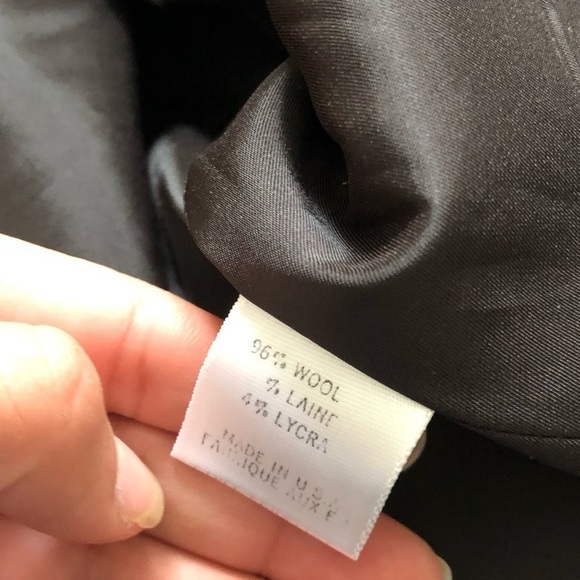 96% WOOL
% LAINE
4% LYCRA
MADE IN U.S.A
FABRIQUE AUX E